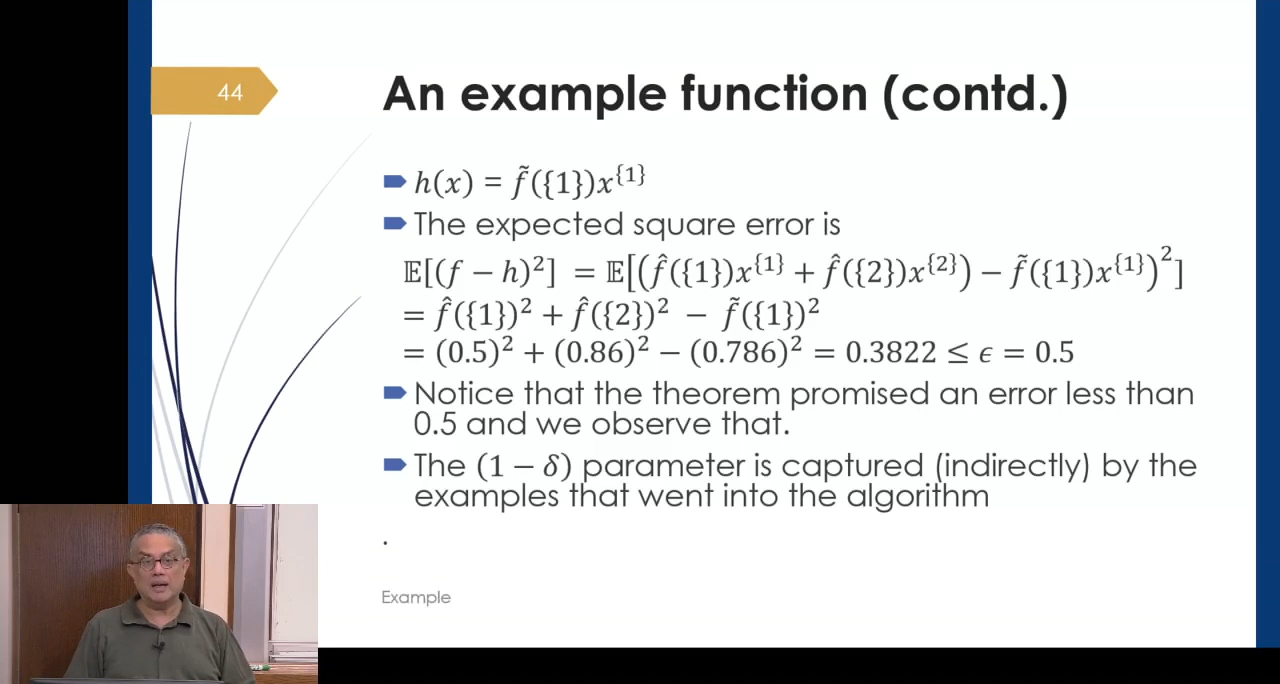 44
An example function (contd.)
h(x) = f̃({1})x^{1}
The expected square error is
𝔼[(f − h)²] = 𝔼[(f̂({1})x^{1} + f̂({2})x^{2}) − f̃({1})x^{1})²]
= f̂({1})² + f̂({2})² − f̃({1})²
= (0.5)² + (0.86)² − (0.786)² = 0.3822 ≤ ϵ = 0.5
Notice that the theorem promised an error less than
0.5 and we observe that.
The (1 − δ) parameter is captured (indirectly) by the
examples that went into the algorithm
.
Example